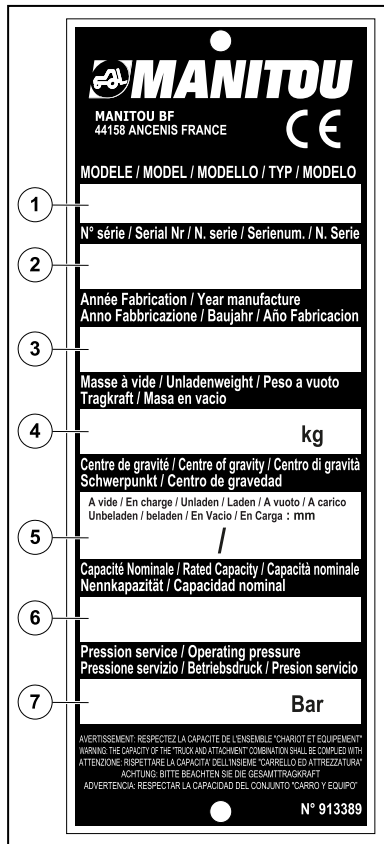 MANITOU
MANITOU BF
44158 ANCENIS FRANCE
CE
MODELE / MODEL / MODELLO / TYP / MODELO
1
N° série / Serial Nr / N. serie / Serienum. / N. Serie
2
Année Fabrication / Year manufacture
Anno Fabbricazione / Baujahr / Año Fabricacion
3
Masse à vide / Unladenweight / Peso a vuoto
Tragkraft / Masa en vacio
4
kg
Centre de gravité / Centre of gravity / Centro di gravità
Schwerpunkt / Centro de gravedad
A vide / En charge / Unladen / Laden / A vuoto / A carico
Unbeladen / beladen / En Vacio / En Carga : mm
5
/
Capacité Nominale / Rated Capacity / Capacità nominale
Nennkapazität / Capacidad nominal
6
Pression service / Operating pressure
Pressione servizio / Betriebsdruck / Presion servicio
7
Bar
AVERTISSEMENT: RESPECTEZ LA CAPACITE DE L'ENSEMBLE "CHARIOT ET EQUIPEMENT"
WARNING: THE CAPACITY OF THE "TRUCK AND ATTACHMENT" COMBINATION SHALL BE COMPLIED WITH
ATTENZIONE: RISPETTARE LA CAPACITA' DELL'INSIEME "CARRELLO ED ATTREZZATURA"
ACHTUNG: BITTE BEACHTEN SIE DIE GESAMTTRAGKRAFT
ADVERTENCIA: RESPECTAR LA CAPACIDAD DEL CONJUNTO "CARRO Y EQUIPO"
N° 913389